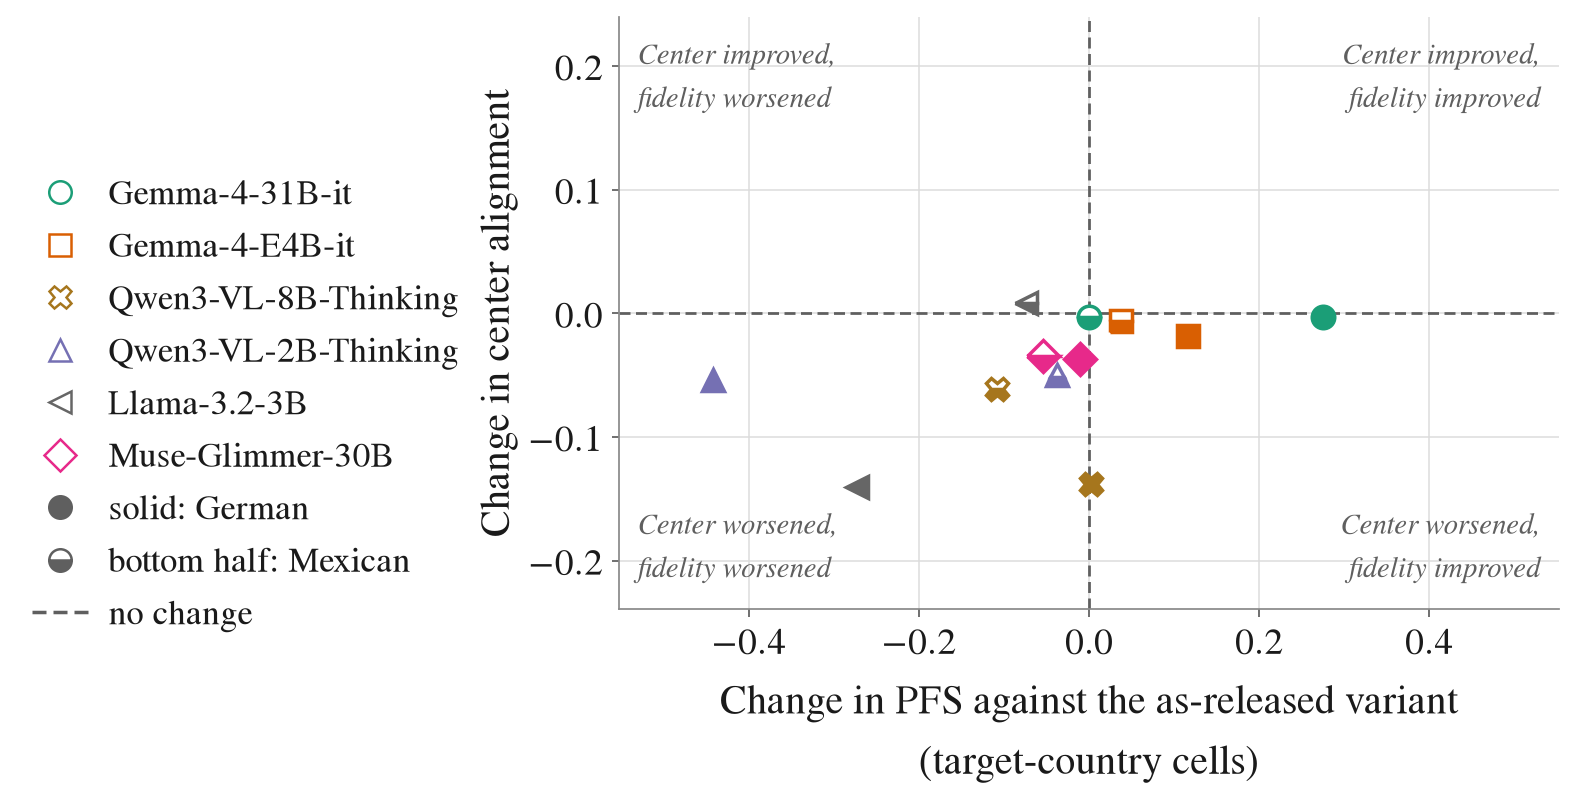 Gemma-4-31B-it
Gemma-4-E4B-it
Qwen3-VL-8B-Thinking
Qwen3-VL-2B-Thinking
Llama-3.2-3B
Muse-Glimmer-30B
solid: German
bottom half: Mexican
no change
Change in center alignment
0.2
0.1
0.0
−0.1
−0.2
Center improved,
fidelity worsened
Center improved,
fidelity improved
Center worsened,
fidelity worsened
Center worsened,
fidelity improved
−0.4
−0.2
0.0
0.2
0.4
Change in PFS against the as-released variant
(target-country cells)